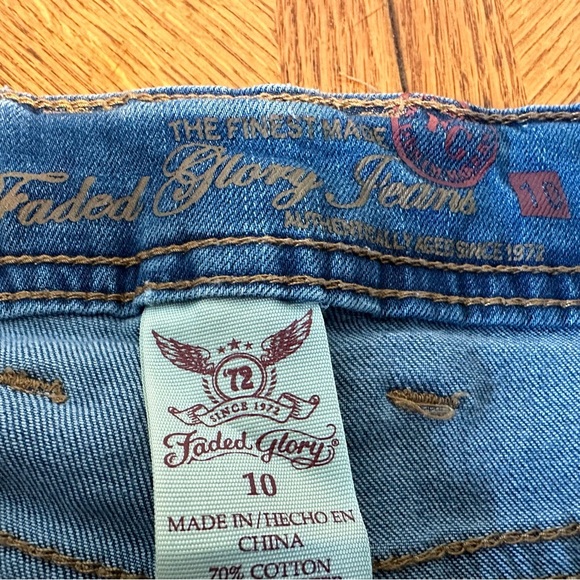 THE FINEST MADE
Faded Glory Jeans
AUTHENTICALLY AGED SINCE 1972
'72
SINCE 1972
Faded Glory®
10
MADE IN/HECHO EN
CHINA
70% COTTON